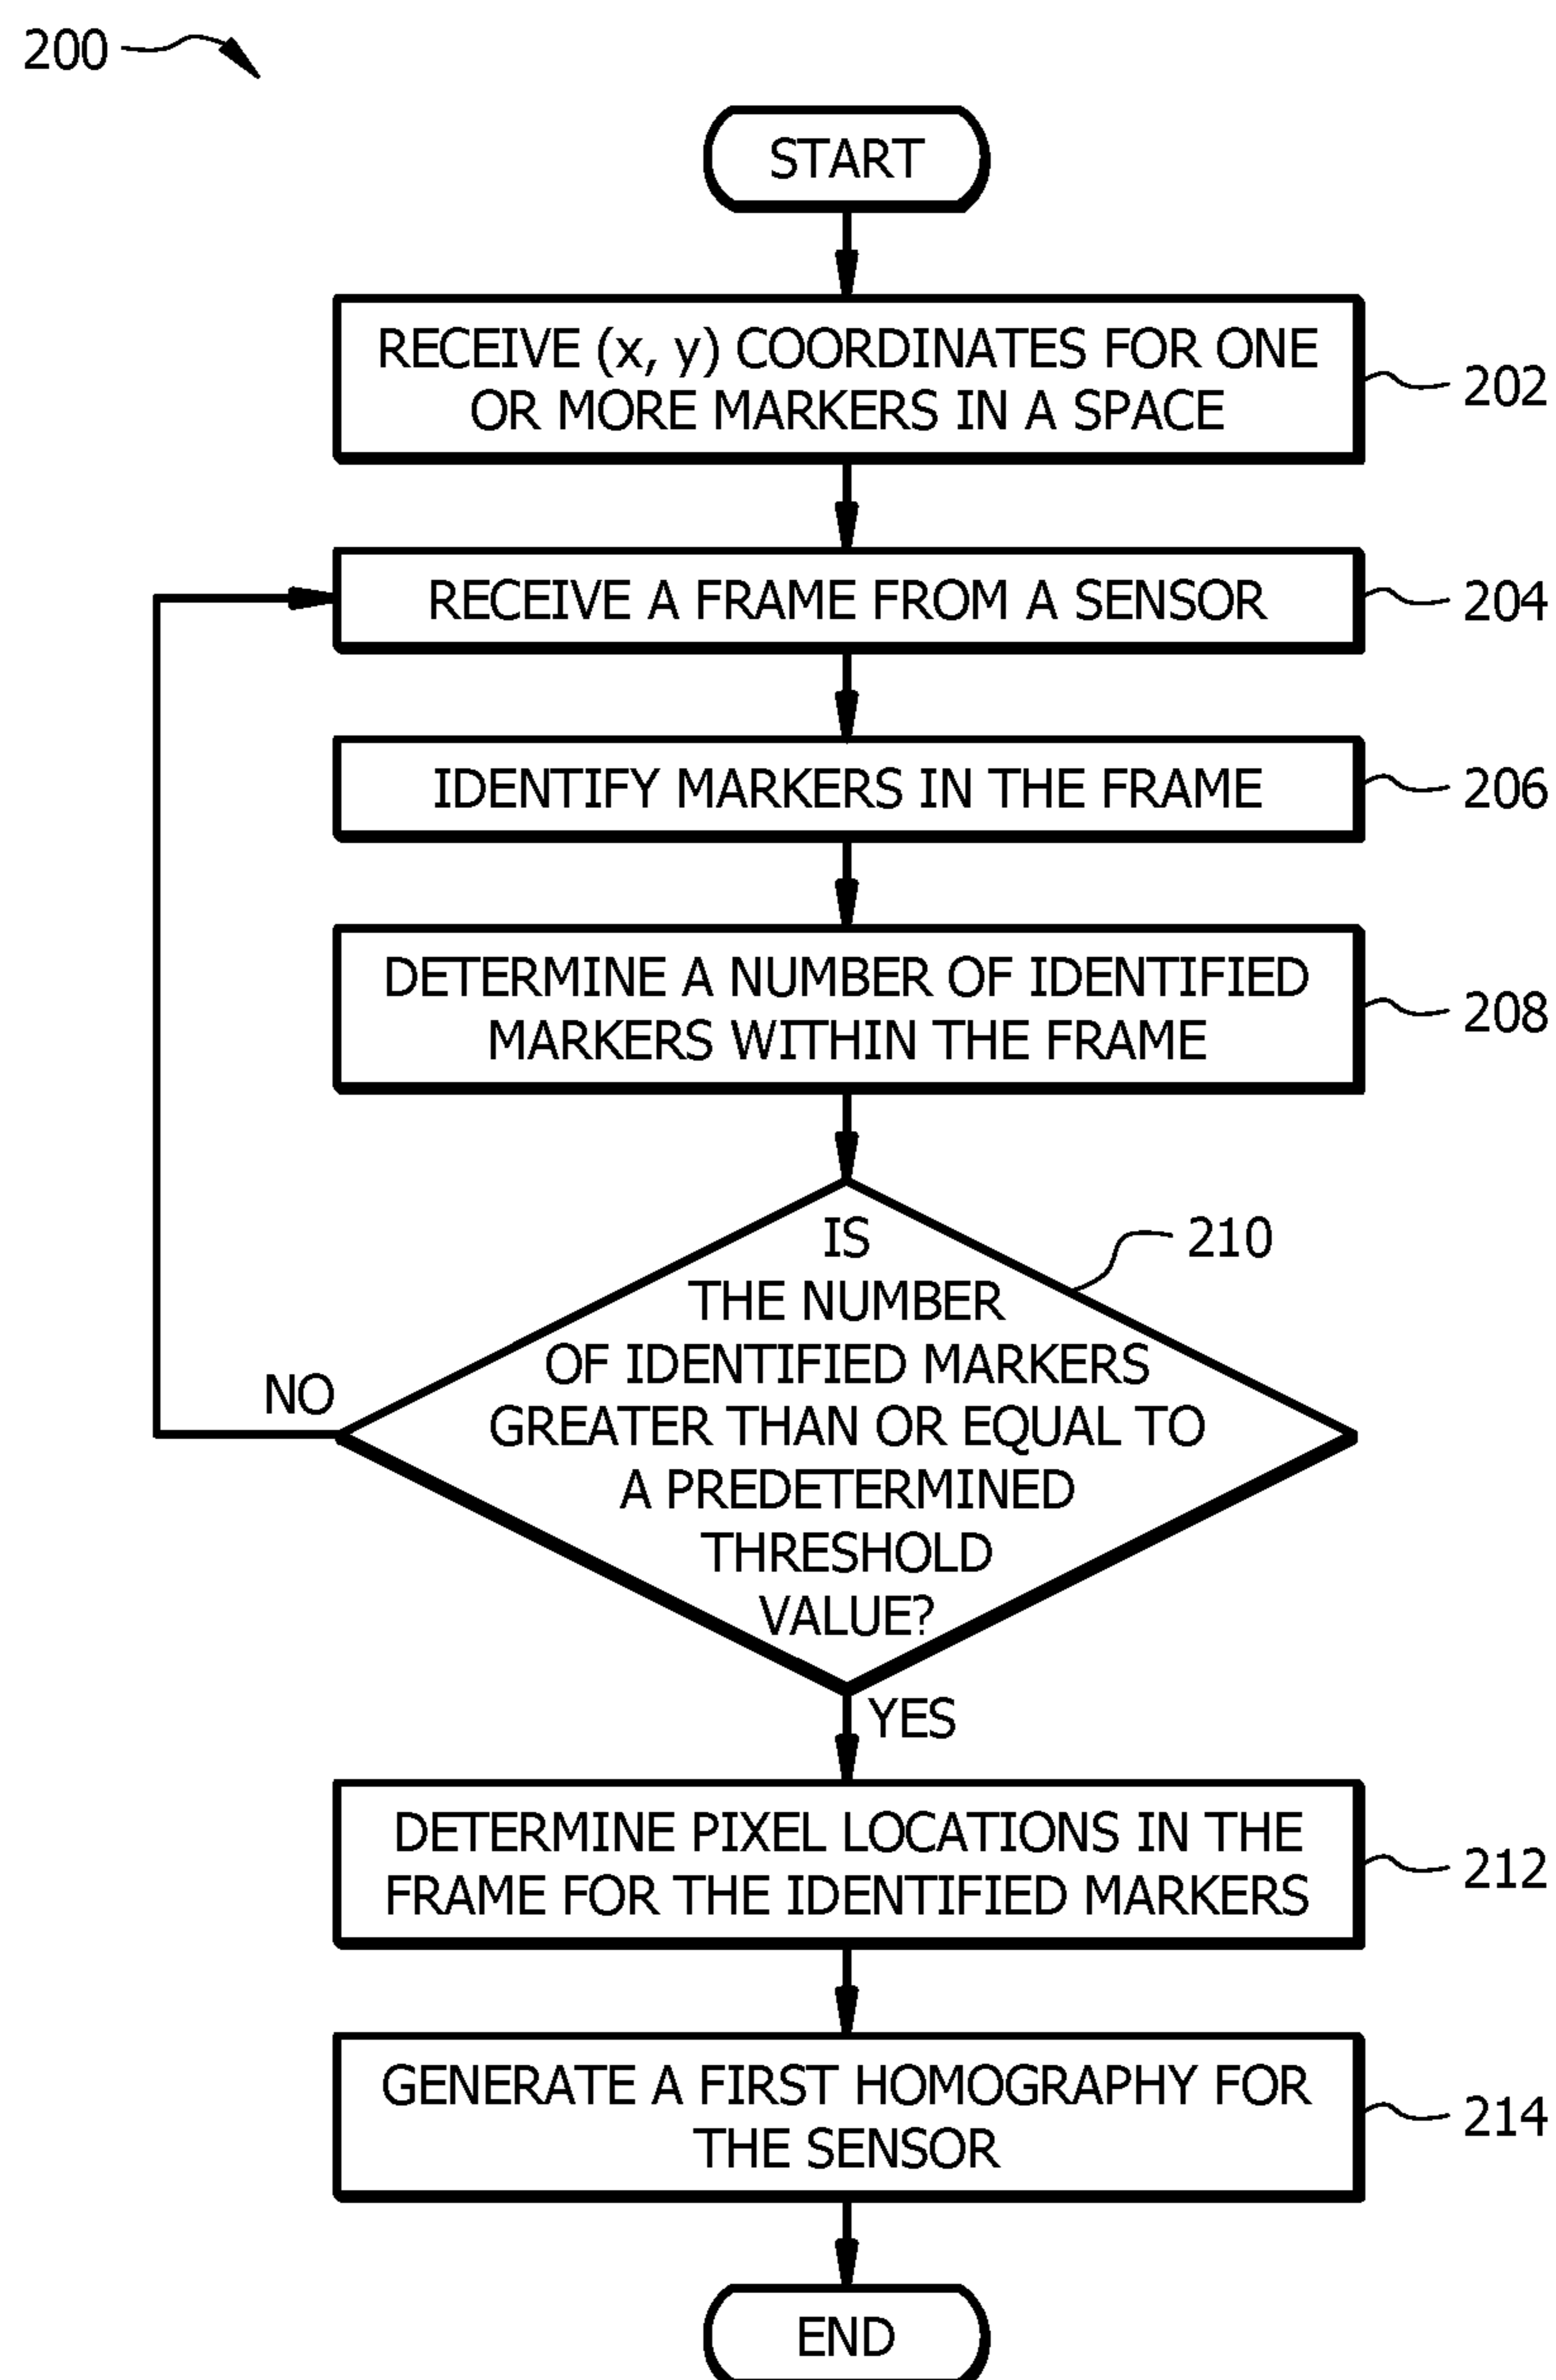 200
START
RECEIVE (x, y) COORDINATES FOR ONE
OR MORE MARKERS IN A SPACE
202
RECEIVE A FRAME FROM A SENSOR
204
IDENTIFY MARKERS IN THE FRAME
206
DETERMINE A NUMBER OF IDENTIFIED
MARKERS WITHIN THE FRAME
208
IS
THE NUMBER
OF IDENTIFIED MARKERS
GREATER THAN OR EQUAL TO
A PREDETERMINED
THRESHOLD
VALUE?
210
NO
YES
DETERMINE PIXEL LOCATIONS IN THE
FRAME FOR THE IDENTIFIED MARKERS
212
GENERATE A FIRST HOMOGRAPHY FOR
THE SENSOR
214
END